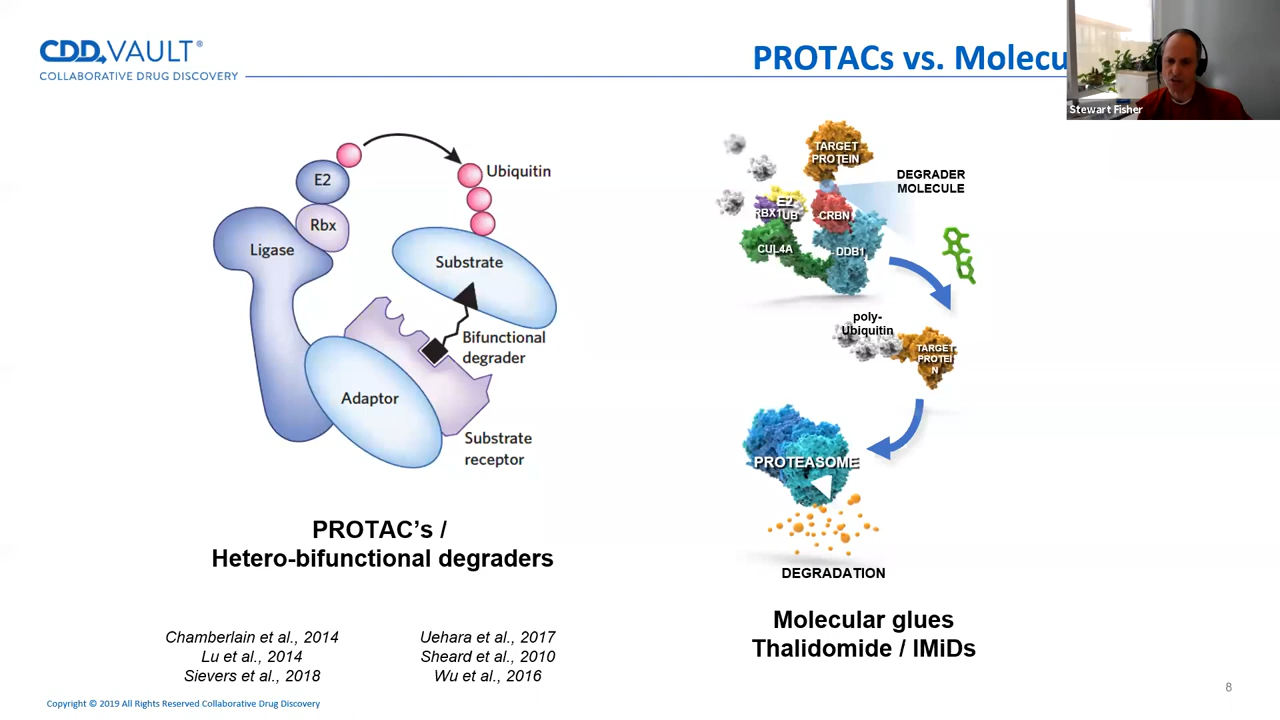 CDD VAULT®
COLLABORATIVE DRUG DISCOVERY
PROTACs vs. Molecu
Stewart Fisher
E2
Rbx
Ligase
Ubiquitin
Substrate
Bifunctional
degrader
Adaptor
Substrate
receptor
PROTAC’s /
Hetero-bifunctional degraders
TARGET
PROTEIN
DEGRADER
MOLECULE
E2
RBX1
UB
CRBN
CUL4A
DDB1
poly-
Ubiquitin
TARGET
PROTEI
N
PROTEASOME
DEGRADATION
Molecular glues
Thalidomide / IMiDs
Chamberlain et al., 2014
Lu et al., 2014
Sievers et al., 2018
Uehara et al., 2017
Sheard et al., 2010
Wu et al., 2016
8
Copyright © 2019 All Rights Reserved Collaborative Drug Discovery